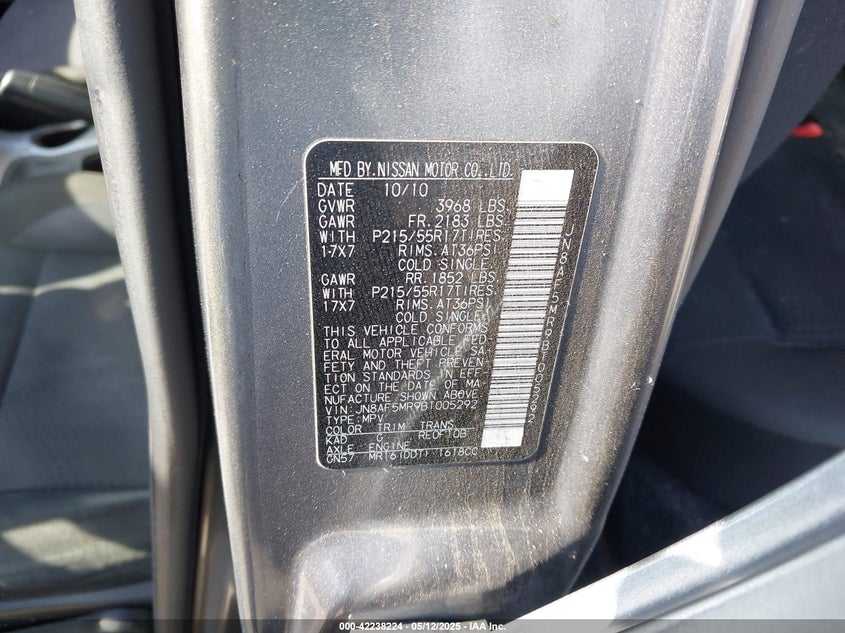 MFD BY.NISSAN MOTOR CO.,LTD.
DATE 10/10
GVWR 3968 LBS.
GAWR FR.2183 LBS.
WITH P215/55R17TIRES,
17X7 RIMS.AT36PSI
COLD SINGLE.
GAWR RR.1852 LBS.
WITH P215/55R17TIRES,
17X7 RIMS.AT36PSI
COLD SINGLE.
THIS VEHICLE CONFORMS
TO ALL APPLICABLE FED-
ERAL MOTOR VEHICLE SA-
FETY AND THEFT PREVEN-
TION STANDARDS IN EFF-
ECT ON THE DATE OF MA-
NUFACTURE SHOWN ABOVE.
VIN:JN8AF5MR9BT005292
TYPE:MPV
COLOR TRIM TRANS
KAD G RE0F10B
AXLE ENGINE
GN57 MR16(DDT) 1618CC
JN8AF5MR9BT005292
000-42238224 - 05/12/2025 - IAA Inc.